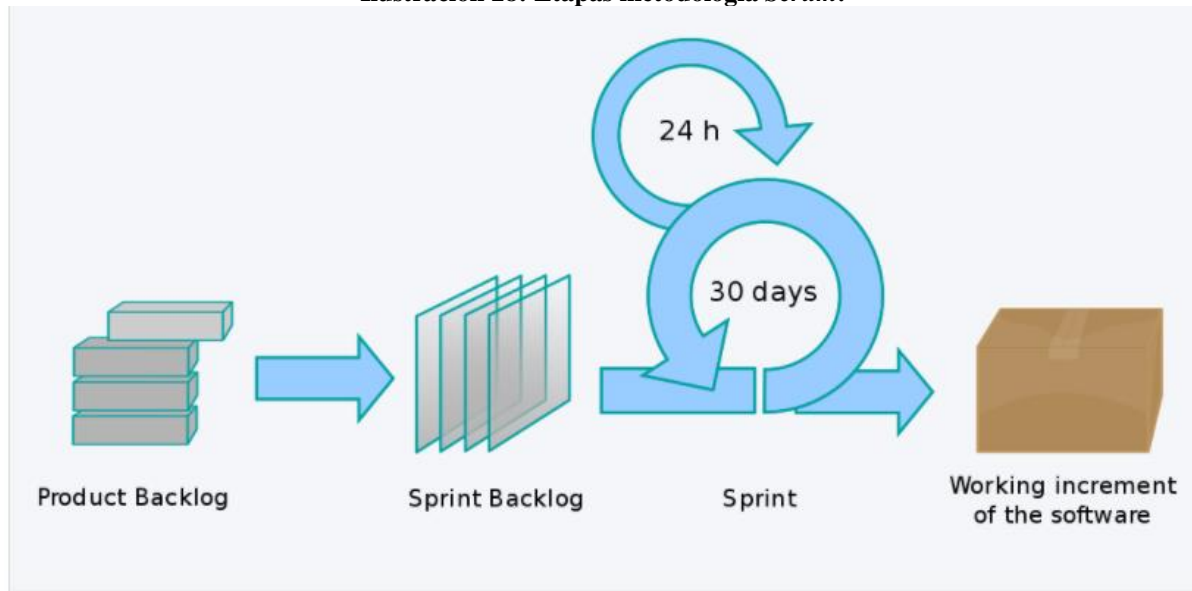 24 h
30 days
Product Backlog
Sprint Backlog
Sprint
Working increment
of the software